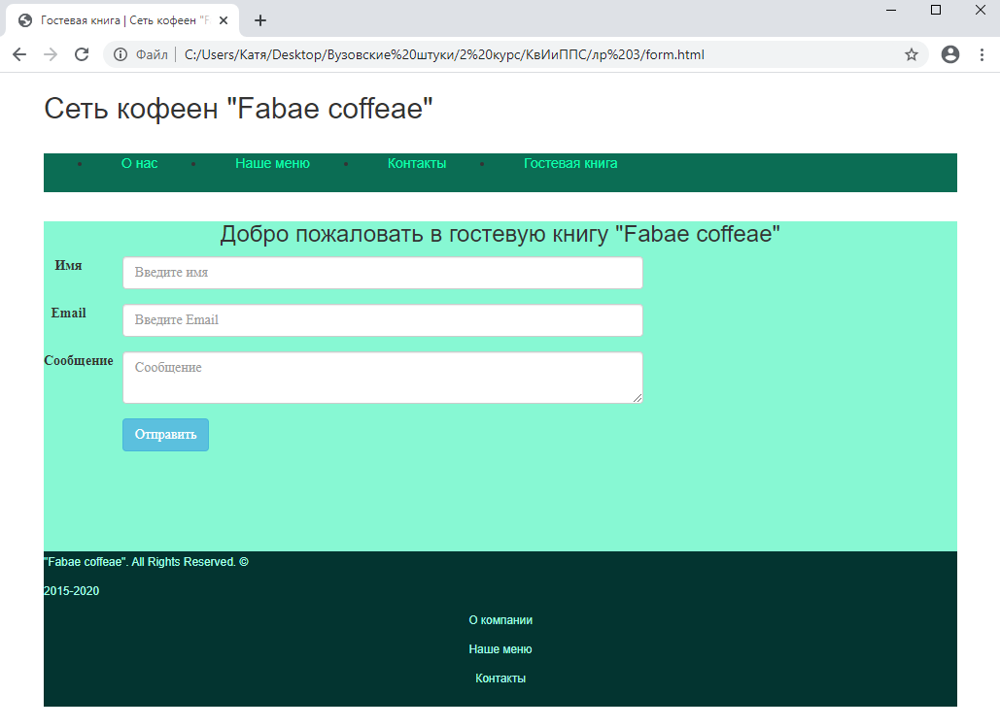 Гостевая книга | Сеть кофеен "F
Файл C:/Users/Катя/Desktop/Вузовские%20штуки/2%20курс/КвИиППС/лр%203/form.html
Сеть кофеен "Fabae coffeae"
О нас Наше меню Контакты Гостевая книга
Добро пожаловать в гостевую книгу "Fabae coffeae"
Имя Введите имя
Email Введите Email
Сообщение Сообщение
Отправить
"Fabae coffeae". All Rights Reserved. ©
2015-2020
О компании
Наше меню
Контакты